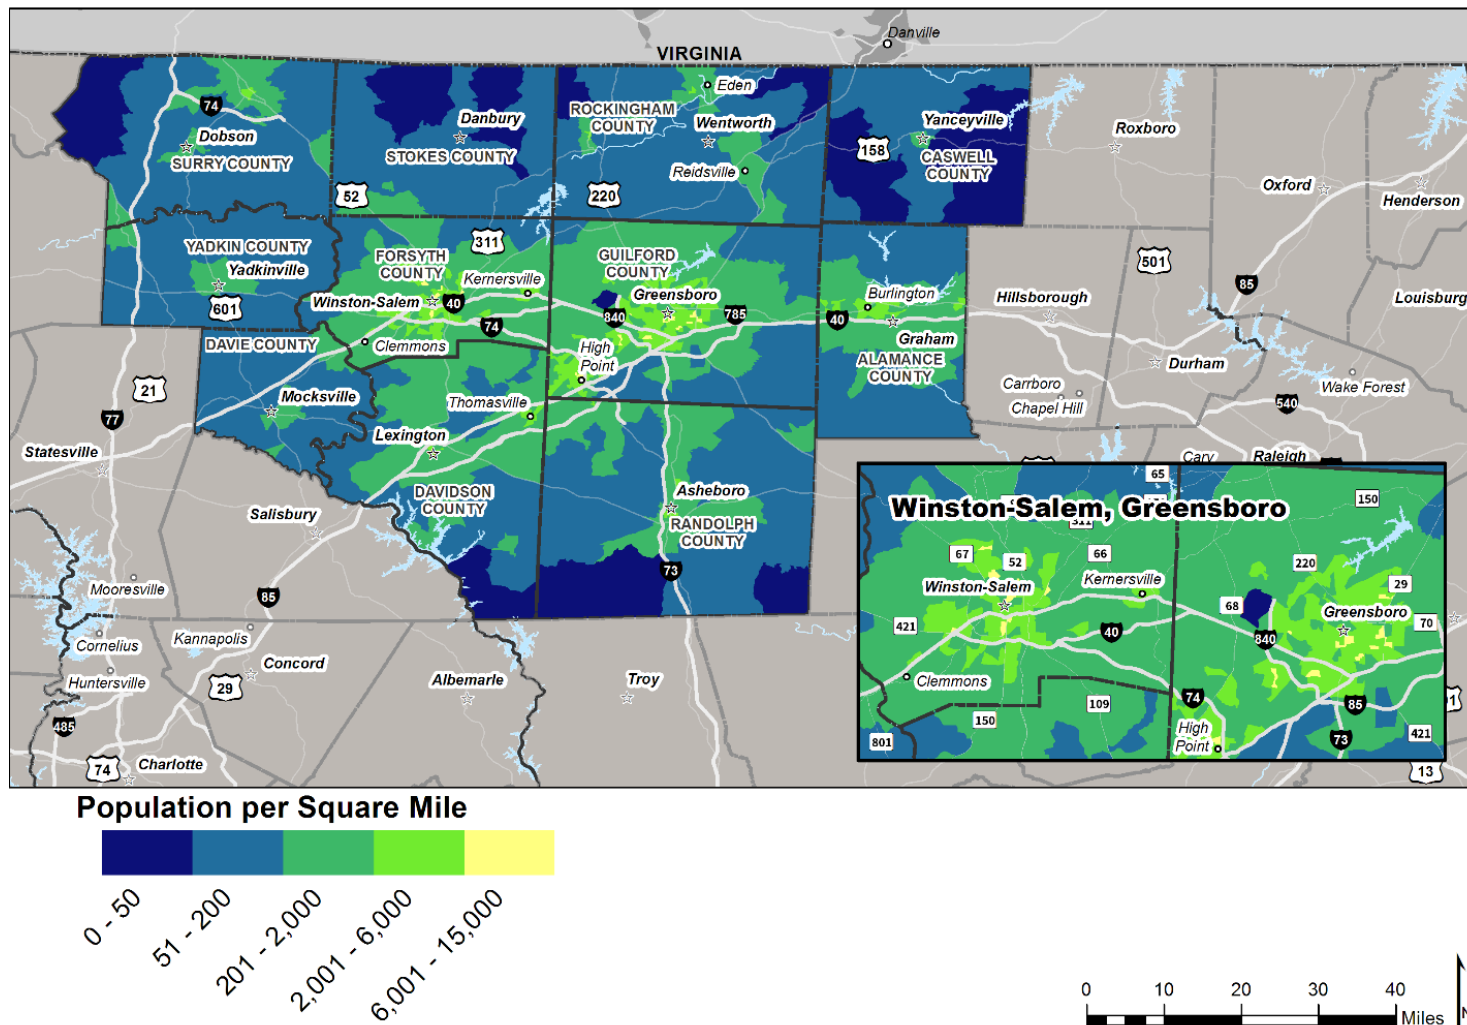 Danville
VIRGINIA
Eden
ROCKINGHAM
COUNTY
74
Danbury
Wentworth
Yanceyville
Roxboro
Dobson
SURRY COUNTY
STOKES COUNTY
158
CASWELL
COUNTY
Reidsville
Oxford
Henderson
52
220
YADKIN COUNTY
Yadkinville
601
FORSYTH
COUNTY
311
Kernersville
GUILFORD
COUNTY
501
85
Winston-Salem
40
Greensboro
Burlington
Hillsborough
Louisburg
74
840
785
40
Graham
DAVIE COUNTY
Clemmons
High
Point
ALAMANCE
COUNTY
Durham
Wake Forest
21
Mocksville
Thomasville
Carrboro
Chapel Hill
540
77
Lexington
Statesville
Cary
Raleigh
DAVIDSON
COUNTY
Asheboro
RANDOLPH
COUNTY
Salisbury
73
Mooresville
85
Cornelius
Kannapolis
Huntersville
Concord
29
Albemarle
Troy
485
74
Charlotte
65
Winston-Salem, Greensboro
150
311
67
52
66
220
Winston-Salem
Kernersville
29
68
Greensboro
421
40
840
70
Clemmons
74
109
85
150
High
Point
73
421
801
13
Population per Square Mile
0 - 50
51 - 200
201 - 2,000
2,001 - 6,000
6,001 - 15,000
0 10 20 30 40
Miles
N